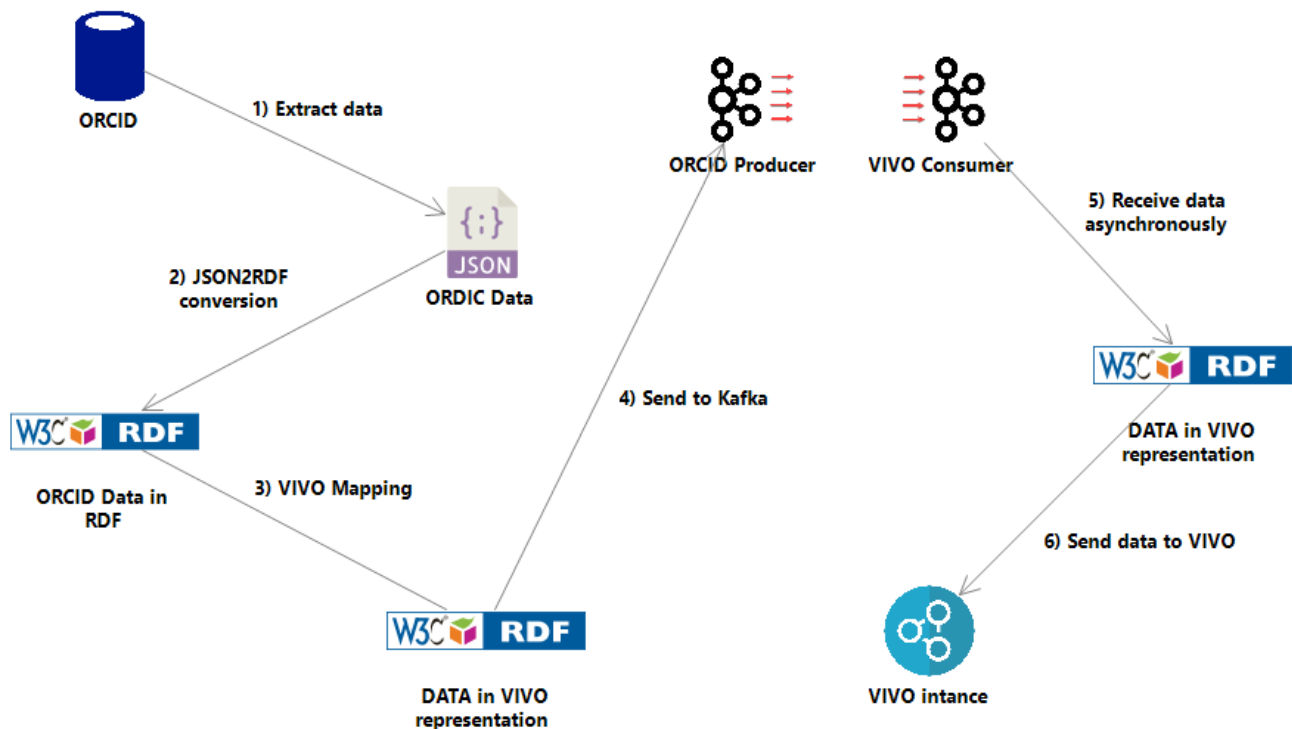 ORCID
1) Extract data
{;}
JSON
ORDIC Data
2) JSON2RDF
conversion
W3C RDF
ORCID Data in
RDF
3) VIVO Mapping
W3C RDF
DATA in VIVO
representation
4) Send to Kafka
ORCID Producer
VIVO Consumer
5) Receive data
asynchronously
W3C RDF
DATA in VIVO
representation
6) Send data to VIVO
VIVO intance